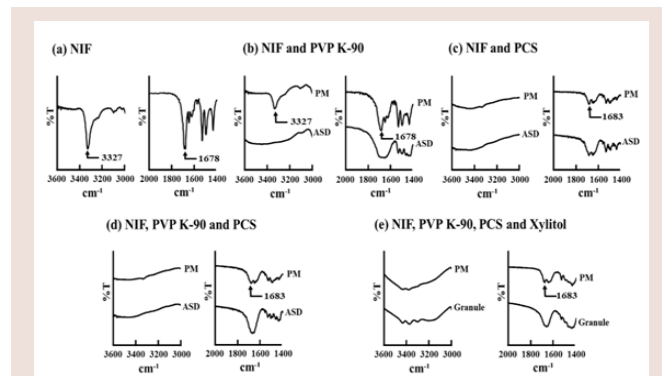 (a) NIF
(b) NIF and PVP K-90
(c) NIF and PCS
%T
3327
3600 3400 3200 3000
cm-1
%T
1678
2000 1800 1600 1400
cm-1
%T
PM
3327
ASD
3600 3400 3200 3000
cm-1
%T
PM
1678
ASD
2000 1800 1600 1400
cm-1
%T
PM
ASD
3600 3400 3200 3000
cm-1
%T
PM
1683
ASD
2000 1800 1600 1400
cm-1
(d) NIF, PVP K-90 and PCS
(e) NIF, PVP K-90, PCS and Xylitol
%T
PM
ASD
3600 3400 3200 3000
cm-1
%T
PM
1683
ASD
2000 1800 1600 1400
cm-1
%T
PM
Granule
3600 3400 3200 3000
cm-1
%T
PM
1683
Granule
2000 1800 1600 1400
cm-1